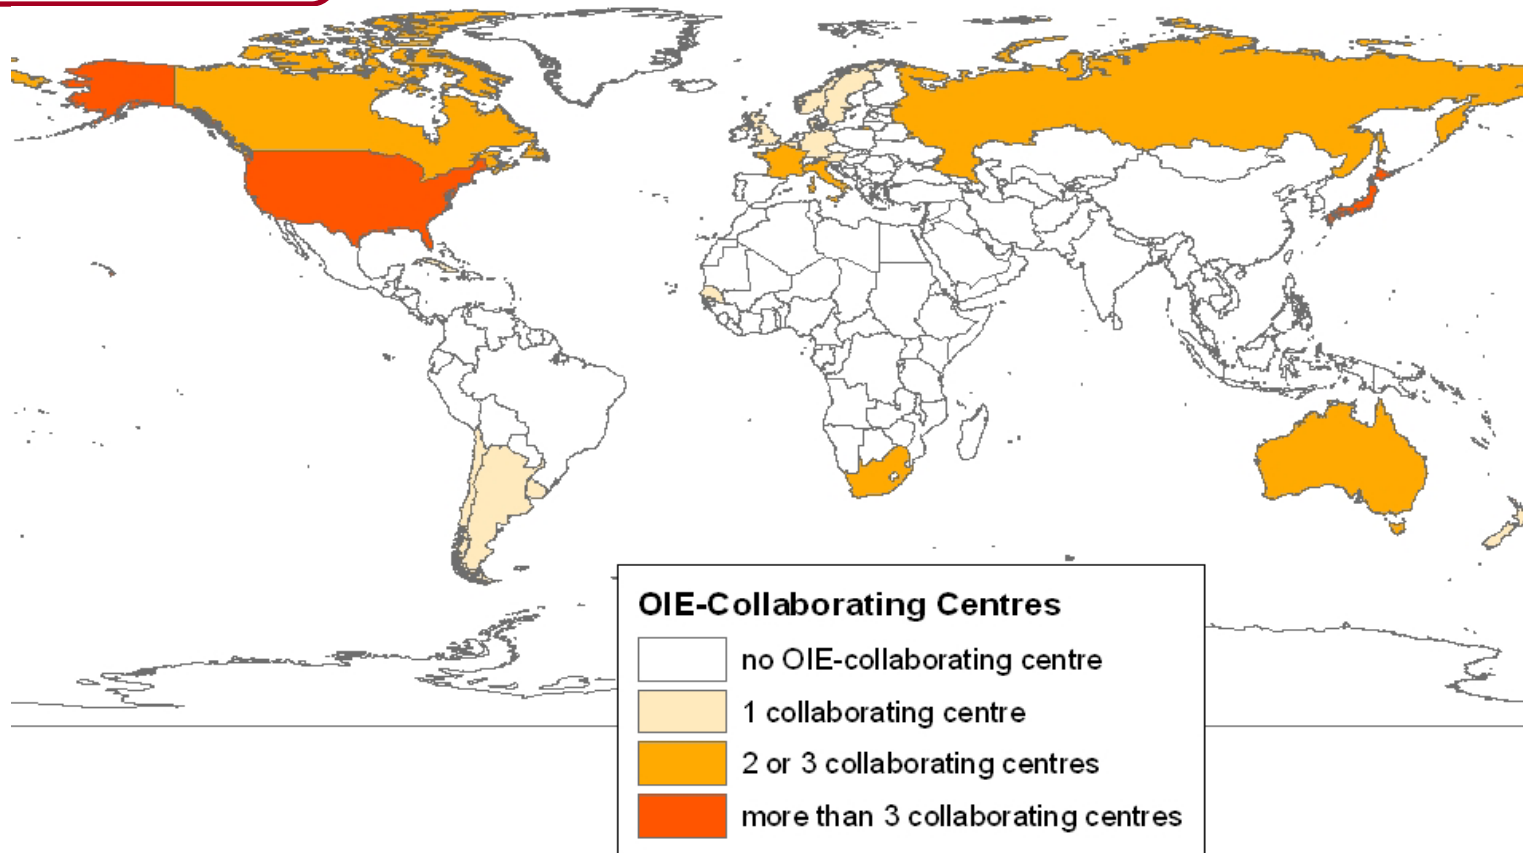 OIE-Collaborating Centres
no OIE-collaborating centre
1 collaborating centre
2 or 3 collaborating centres
more than 3 collaborating centres